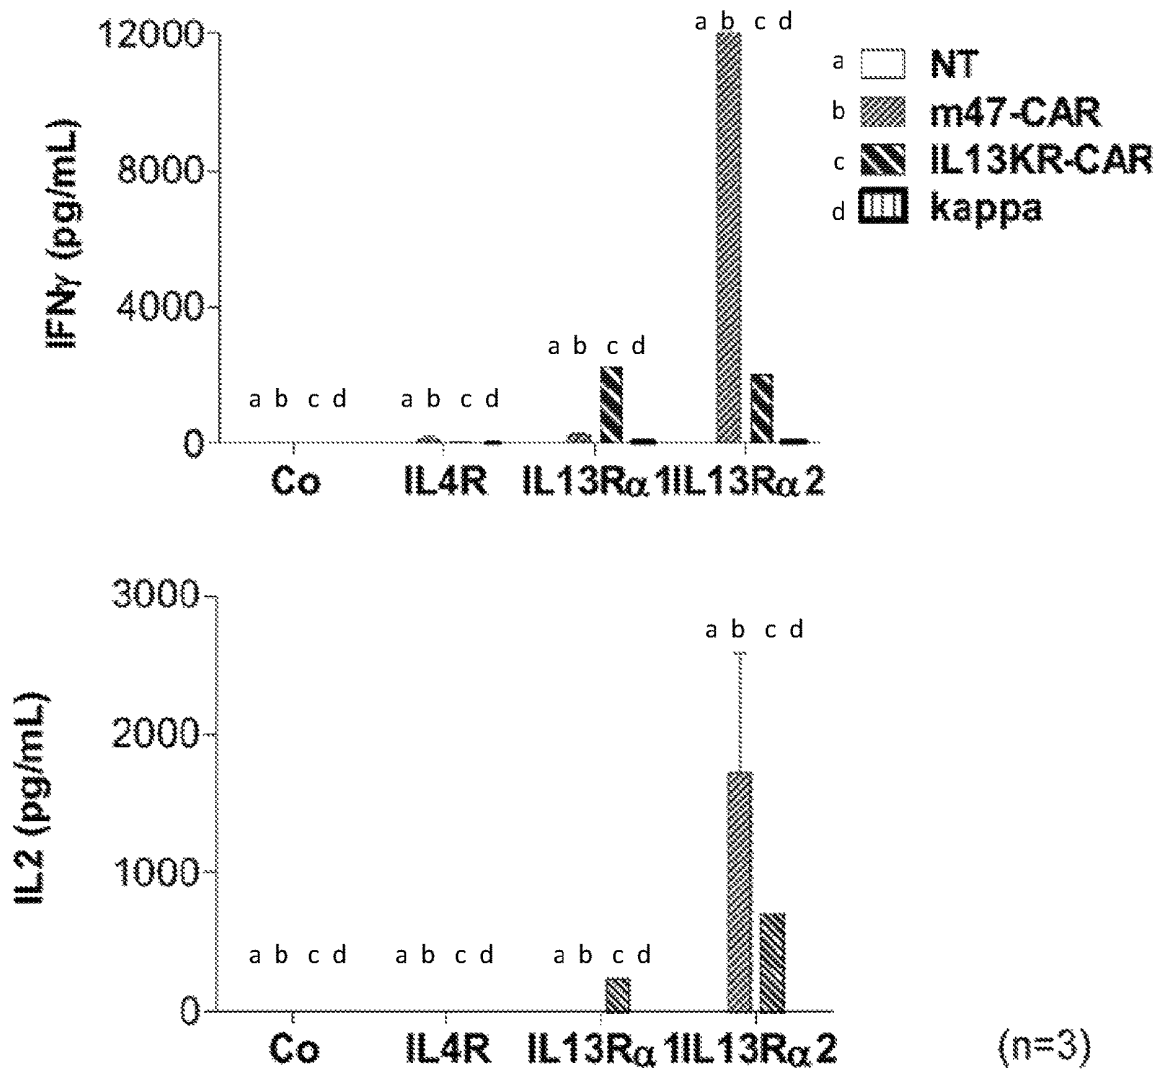 12000
8000
4000
0
IFNγ (pg/mL)
a b c d
a b c d
a b c d
a b c d
Co IL4R IL13Rα1 IL13Rα2
a NT
b m47-CAR
c IL13KR-CAR
d kappa
3000
2000
1000
0
IL2 (pg/mL)
a b c d
a b c d
a b c d
a b c d
Co IL4R IL13Rα1 IL13Rα2
(n=3)